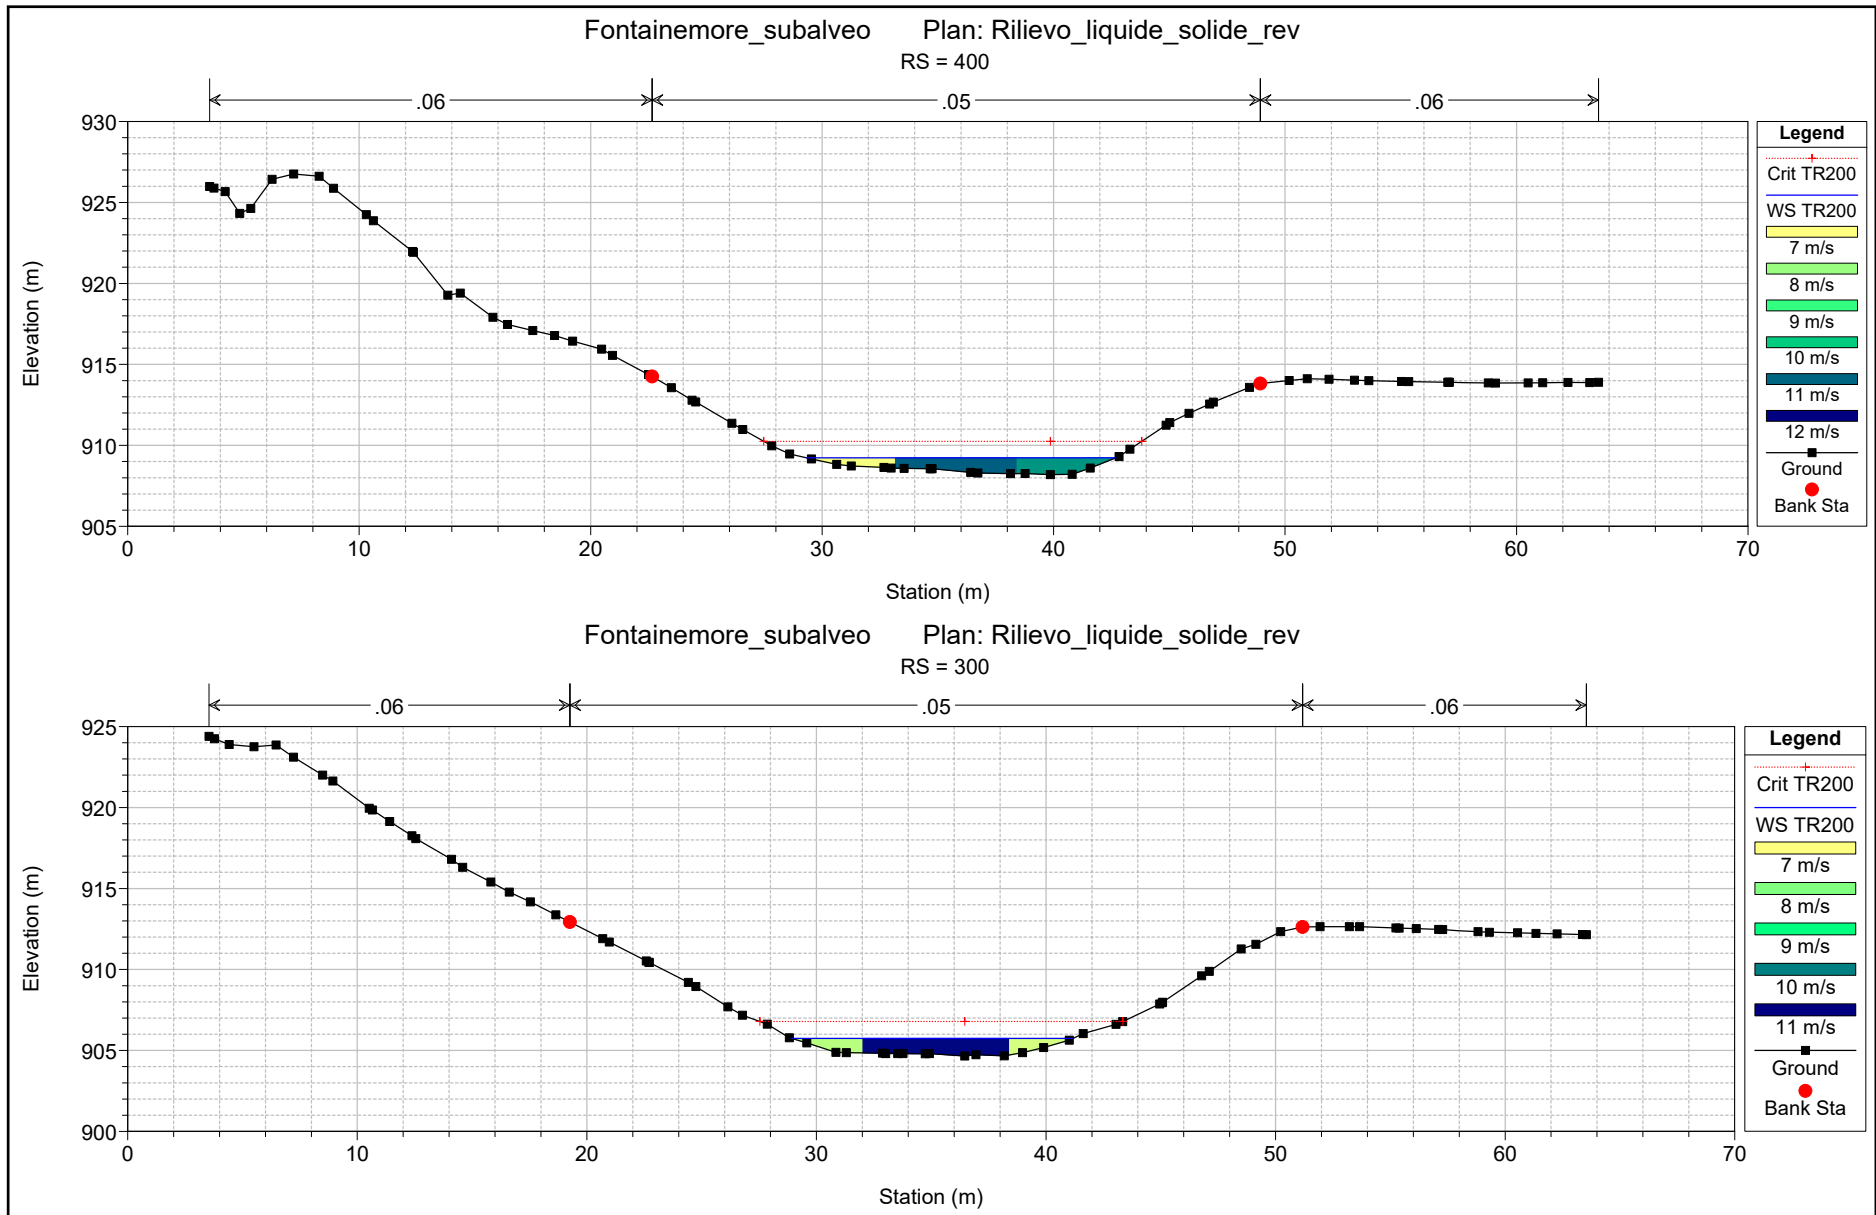 Fontainemore_subalveo Plan: Rilievo_liquide_solide_rev
RS = 400
.06 .05 .06
930
925
920
915
910
905
Elevation (m)
0 10 20 30 40 50 60 70
Station (m)
Legend
Crit TR200
WS TR200
7 m/s
8 m/s
9 m/s
10 m/s
11 m/s
12 m/s
Ground
Bank Sta
Fontainemore_subalveo Plan: Rilievo_liquide_solide_rev
RS = 300
.06 .05 .06
925
920
915
910
905
900
Elevation (m)
0 10 20 30 40 50 60 70
Station (m)
Legend
Crit TR200
WS TR200
7 m/s
8 m/s
9 m/s
10 m/s
11 m/s
Ground
Bank Sta